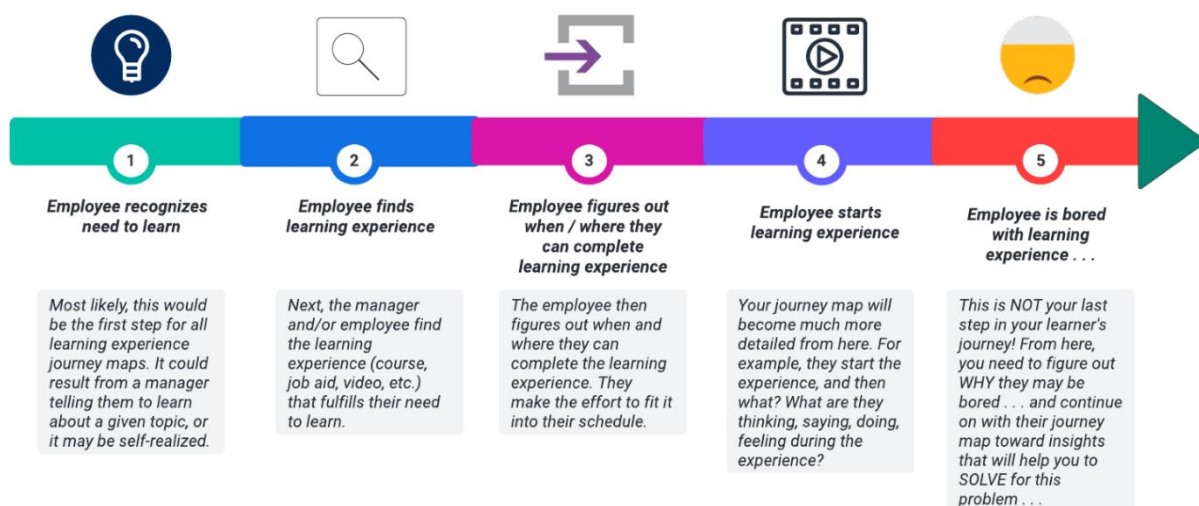 1
2
3
4
5
Employee recognizes
need to learn
Employee finds
learning experience
Employee figures out
when / where they
can complete
learning experience
Employee starts
learning experience
Employee is bored
with learning
experience . . .
Most likely, this would
be the first step for all
learning experience
journey maps. It could
result from a manager
telling them to learn
about a given topic, or
it may be self-realized.
Next, the manager
and/or employee find
the learning
experience (course,
job aid, video, etc.)
that fulfills their need
to learn.
The employee then
figures out when and
where they can
complete the learning
experience. They
make the effort to fit it
into their schedule.
Your journey map will
become much more
detailed from here. For
example, they start the
experience, and then
what? What are they
thinking, saying, doing,
feeling during the
experience?
This is NOT your last
step in your learner's
journey! From here,
you need to figure out
WHY they may be
bored . . . and continue
on with their journey
map toward insights
that will help you to
SOLVE for this
problem . . .